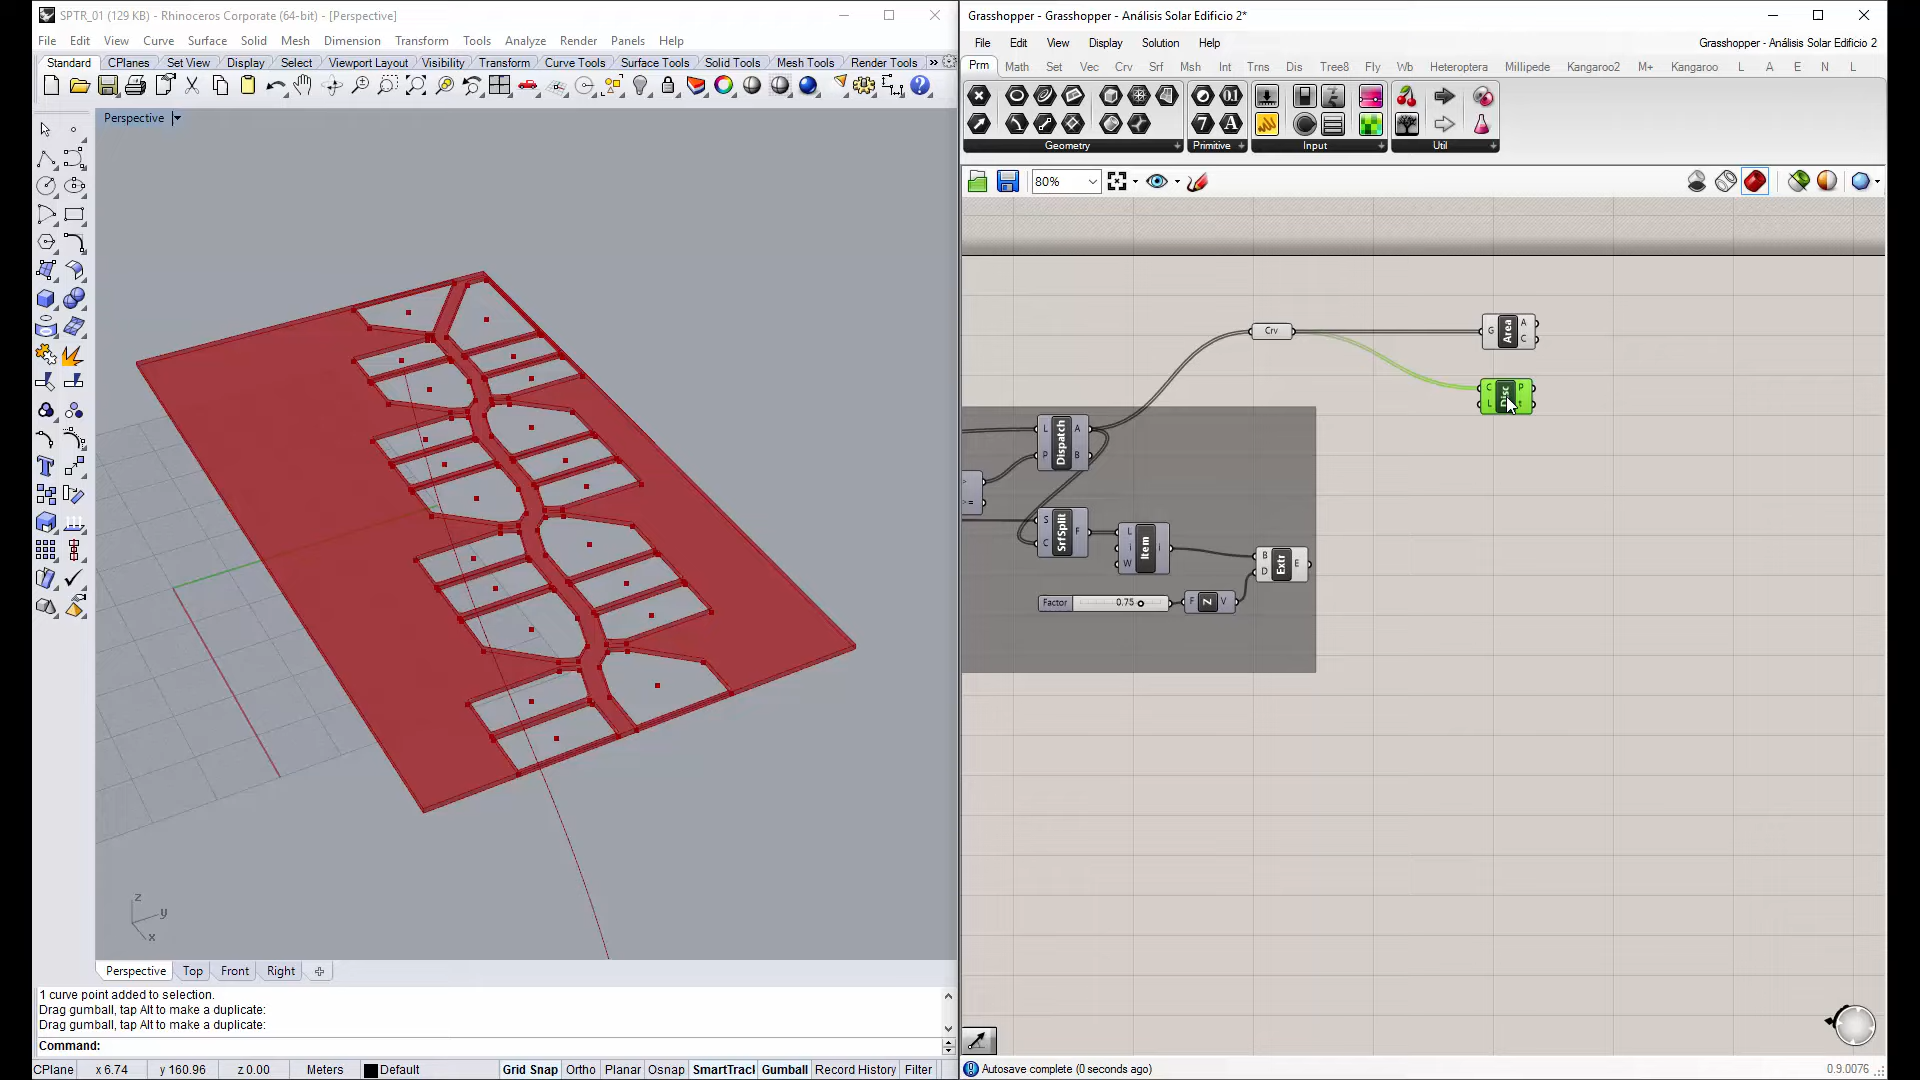 SPTR_01 (129 KB) - Rhinoceros Corporate (64-bit) - [Perspective]
File Edit View Curve Surface Solid Mesh Dimension Transform Tools Analyze Render Panels Help
Standard CPlanes Set View Display Select Viewport Layout Visibility Transform Curve Tools Surface Tools Solid Tools Mesh Tools Render Tools »
Perspective
z
y
x
Perspective Top Front Right
1 curve point added to selection.
Drag gumball, tap Alt to make a duplicate:
Drag gumball, tap Alt to make a duplicate:
Command:
CPlane x 6.74 y 160.96 z 0.00 Meters Default Grid Snap Ortho Planar Osnap SmartTrack Gumball Record History Filter
Grasshopper - Grasshopper - Análisis Solar Edificio 2*
File Edit View Display Solution Help
Grasshopper - Análisis Solar Edificio 2
Prm Math Set Vec Crv Srf Msh Int Trns Dis Tree8 Fly Wb Heteroptera Millipede Kangaroo2 M+ Kangaroo L A E N L
Geometry Primitive Input Util
80%
Crv
G Area A C
C L Disc P t
L P Dispatch A B
> >=
S C SrfSplit F
L i W Item i
B D Extr E
Factor 0.75
F Z V
Autosave complete (0 seconds ago)
0.9.0076